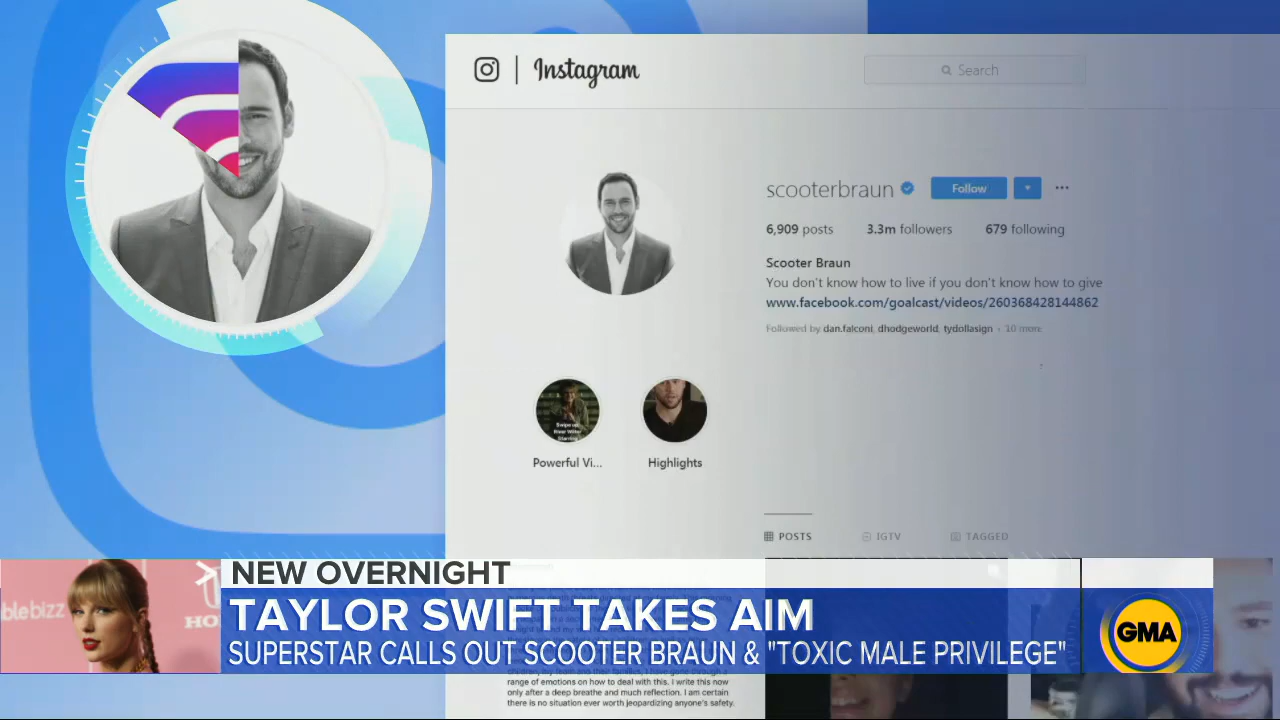 Instagram
Search
scooterbraun
Follow
6,909 posts 3.3m followers 679 following
Scooter Braun
You don't know how to live if you don't know how to give
www.facebook.com/goalcast/videos/260368428144862
Followed by dan.falconi, dhodgeworld, tydollasign • 10 more
Powerful Vi... Highlights
POSTS IGTV TAGGED
NEW OVERNIGHT
TAYLOR SWIFT TAKES AIM
SUPERSTAR CALLS OUT SCOOTER BRAUN & "TOXIC MALE PRIVILEGE"
GMA
blebizz
HO
range of emotions on how to deal with this. I write this now
only after a deep breathe and much reflection. I am certain
there is no situation ever worth jeopardizing anyone's safety.